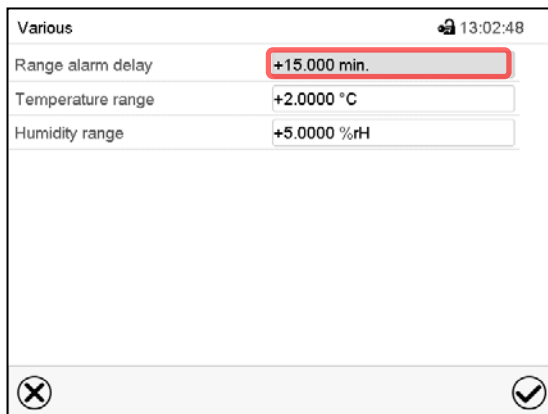 Various 13:02:48
Range alarm delay +15.000 min.
Temperature range +2.0000 °C
Humidity range +5.0000 %rH